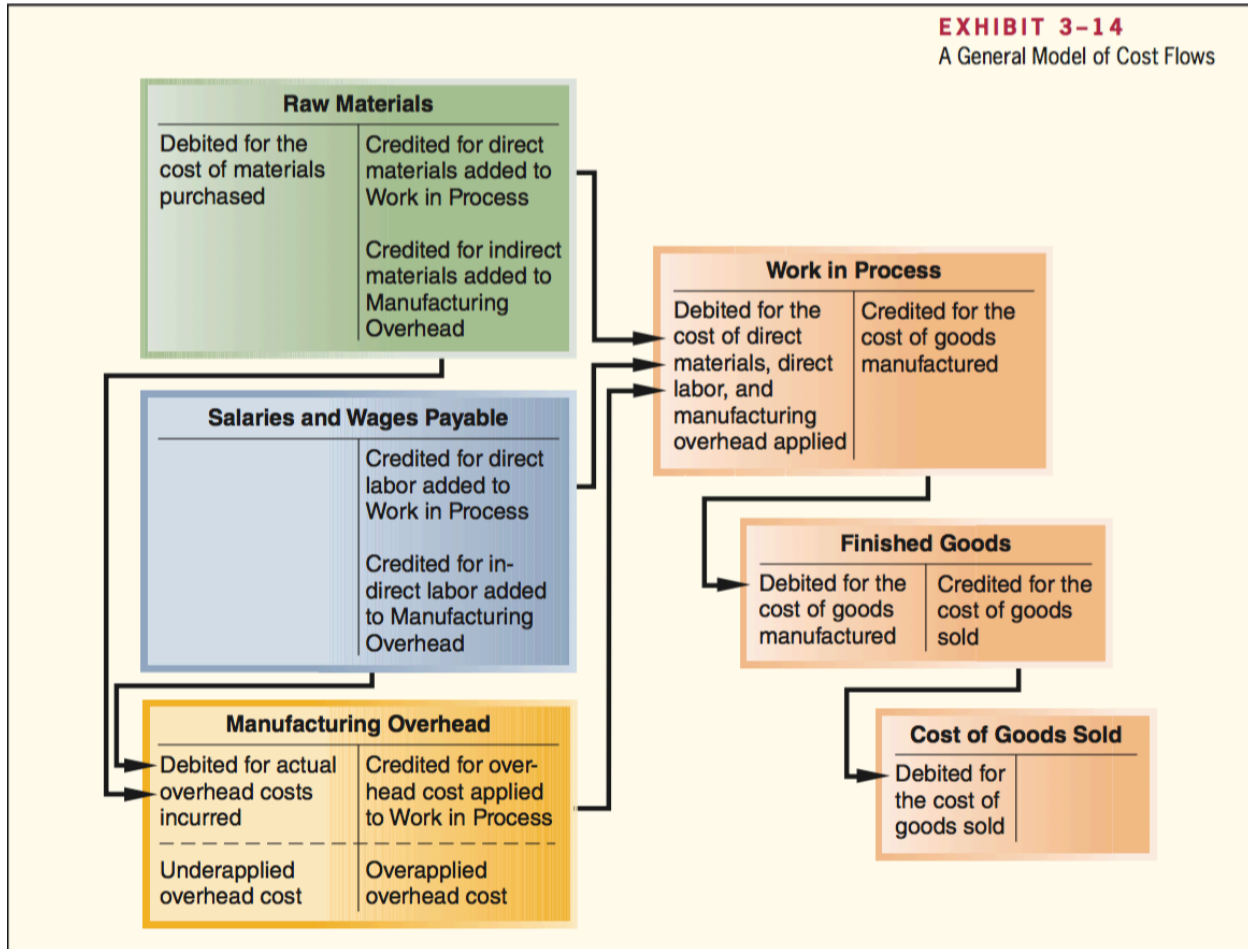 EXHIBIT 3–14
A General Model of Cost Flows
Raw Materials
Debited for the
cost of materials
purchased
Credited for direct
materials added to
Work in Process
Credited for indirect
materials added to
Manufacturing
Overhead
Salaries and Wages Payable
Credited for direct
labor added to
Work in Process
Credited for in-
direct labor added
to Manufacturing
Overhead
Manufacturing Overhead
Debited for actual
overhead costs
incurred
Credited for over-
head cost applied
to Work in Process
Underapplied
overhead cost
Overapplied
overhead cost
Work in Process
Debited for the
cost of direct
materials, direct
labor, and
manufacturing
overhead applied
Credited for the
cost of goods
manufactured
Finished Goods
Debited for the
cost of goods
manufactured
Credited for the
cost of goods
sold
Cost of Goods Sold
Debited for
the cost of
goods sold